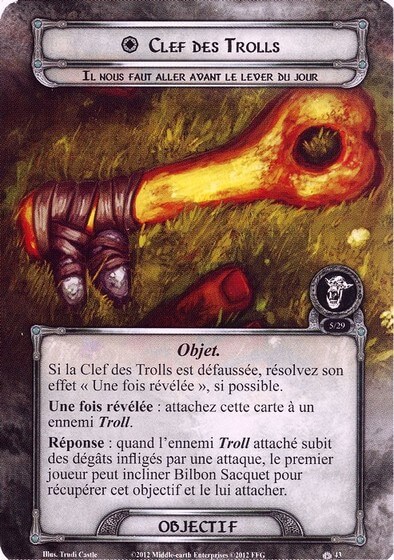 CLEF DES TROLLS
IL NOUS FAUT ALLER AVANT LE LEVER DU JOUR
5/29
Objet.
Si la Clef des Trolls est défaussée, résolvez son
effet « Une fois révélée », si possible.
Une fois révélée : attachez cette carte à un
ennemi Troll.
Réponse : quand l'ennemi Troll attaché subit
des dégâts infligés par une attaque, le premier
joueur peut incliner Bilbon Sacquet pour
récupérer cet objectif et le lui attacher.
OBJECTIF
Illus. Trudi Castle
©2012 Middle-earth Enterprises ©2012 FFG
43